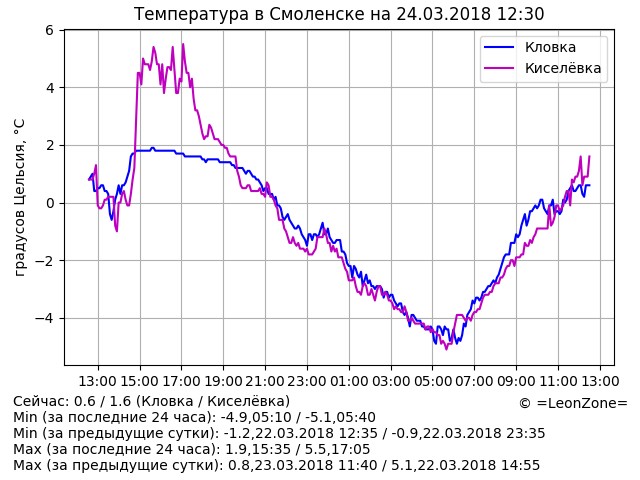 Температура в Смоленске на 24.03.2018 12:30
Кловка
Киселёвка
градусов Цельсия, °C
6
4
2
0
−2
−4
13:00 15:00 17:00 19:00 21:00 23:00 01:00 03:00 05:00 07:00 09:00 11:00 13:00
Сейчас: 0.6 / 1.6 (Кловка / Киселёвка)
© =LeonZone=
Min (за последние 24 часа): -4.9,05:10 / -5.1,05:40
Min (за предыдущие сутки): -1.2,22.03.2018 12:35 / -0.9,22.03.2018 23:35
Max (за последние 24 часа): 1.9,15:35 / 5.5,17:05
Max (за предыдущие сутки): 0.8,23.03.2018 11:40 / 5.1,22.03.2018 14:55